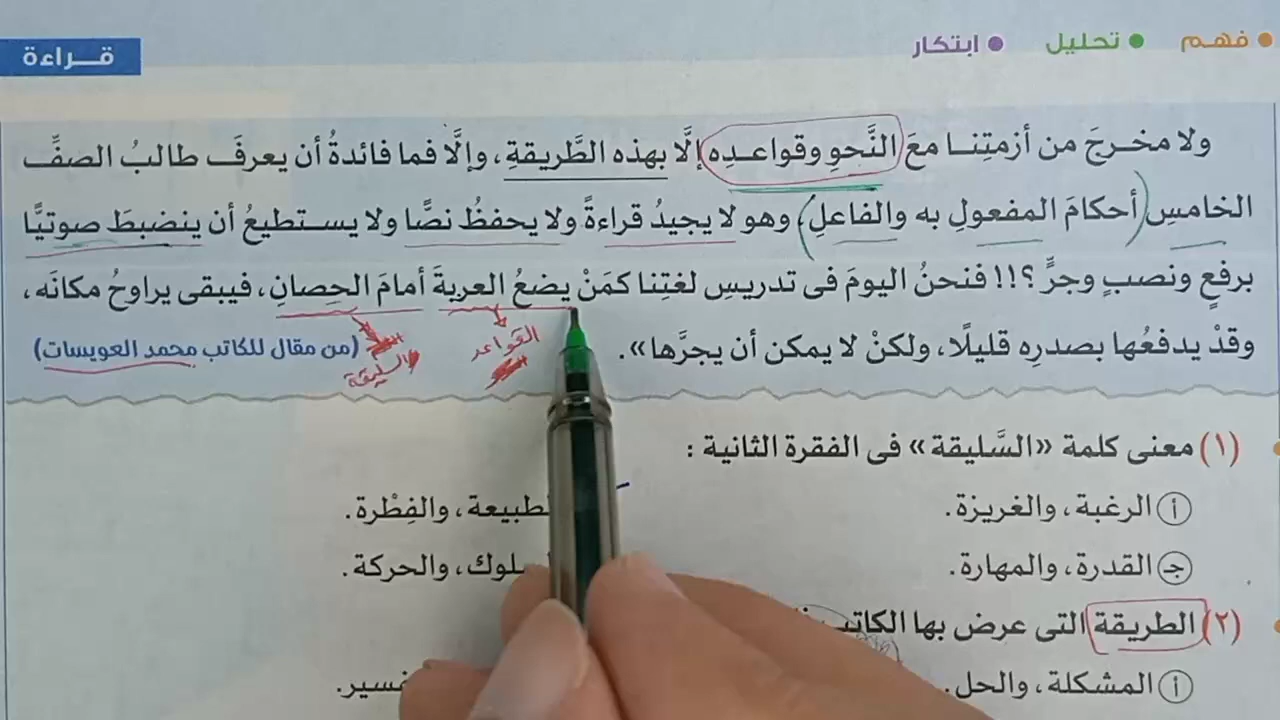 فهم تحليل ابتكار
قراءة
ولا مخرجَ من أزمتِنا معَ النَّحوِ وقواعدِه إلَّا بهذه الطَّريقةِ، وإلَّا فما فائدةُ أن يعرفَ طالبُ الصفِّ
الخامسِ (أحكامَ المفعولِ به والفاعلِ)، وهو لا يجيدُ قراءةً ولا يحفظُ نصًّا ولا يستطيعُ أن ينضبطَ صوتيًّا
برفعٍ ونصبٍ وجرٍّ؟!! فنحنُ اليومَ فى تدريسِ لغتِنا كمَنْ يضعُ العربةَ أمامَ الحِصانِ، فيبقى يراوحُ مكانَه،
وقدْ يدفعُها بصدرِه قليلًا، ولكنْ لا يمكن أن يجرَّها».
القواعد
السليقة
(من مقال للكاتب محمد العويسات)
(١) معنى كلمة «السَّليقة» فى الفقرة الثانية :
أ الرغبة، والغريزة.
الطبيعة، والفِطْرة.
جـ القدرة، والمهارة.
والحركة.
(٢) الطريقة التى عرض بها الكاتب
أ المشكلة، والحل.